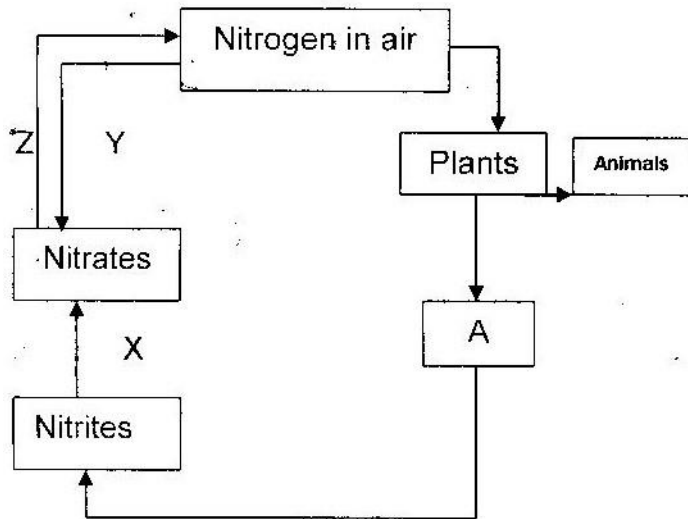 Nitrogen in air
Z
Y
Plants
Animals
Nitrates
A
X
Nitrites